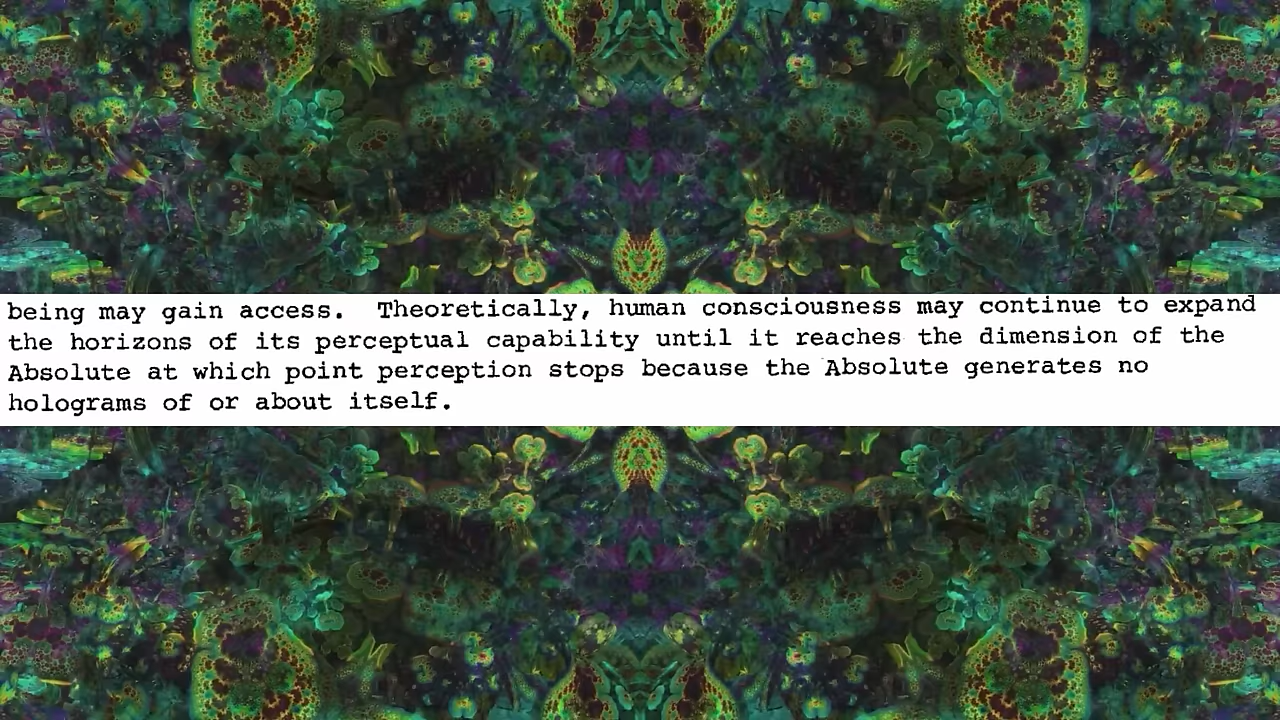 being may gain access. Theoretically, human consciousness may continue to expand
the horizons of its perceptual capability until it reaches the dimension of the
Absolute at which point perception stops because the Absolute generates no
holograms of or about itself.